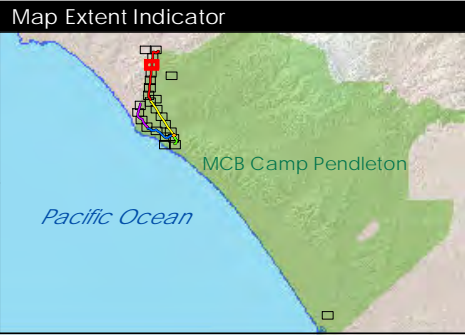 Map Extent Indicator
MCB Camp Pendleton
Pacific Ocean